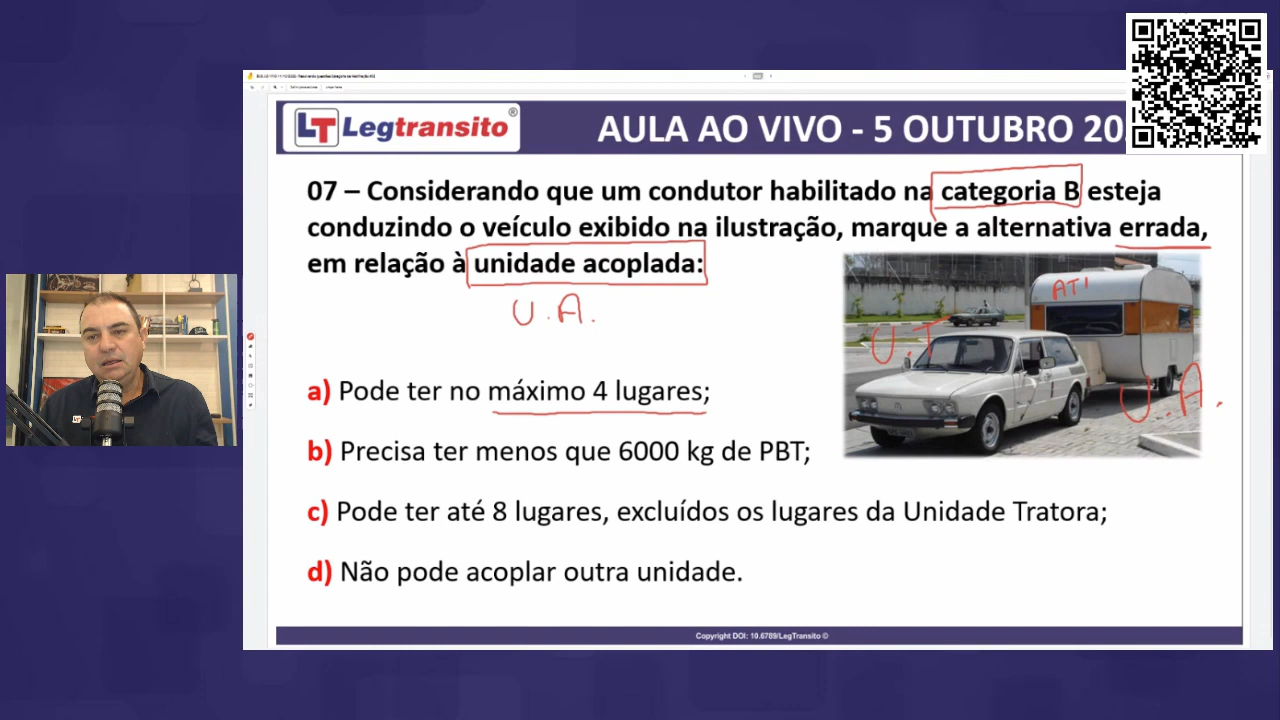 LT Legtransito®
AULA AO VIVO - 5 OUTUBRO 20
07 – Considerando que um condutor habilitado na categoria B esteja
conduzindo o veículo exibido na ilustração, marque a alternativa errada,
em relação à unidade acoplada:
U.A.
U.T
U.A.
a) Pode ter no máximo 4 lugares;
b) Precisa ter menos que 6000 kg de PBT;
c) Pode ter até 8 lugares, excluídos os lugares da Unidade Tratora;
d) Não pode acoplar outra unidade.
Copyright DOI: 10.6789/LegTransito ©